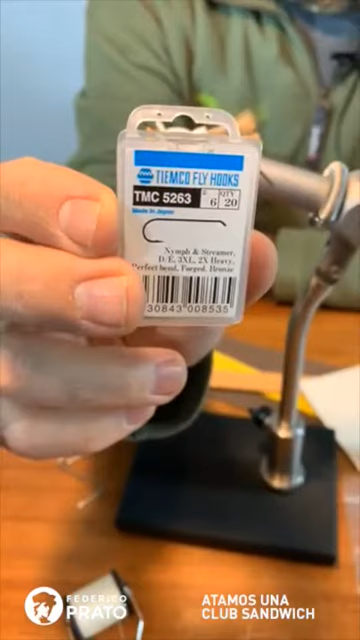 TIEMCO FLY HOOKS
TMC 5263
# 6
QTY 20
Made in Japan
Nymph & Streamer,
D. E. 3XL, 2X Heavy,
Perfect bend, Forged, Bronze
30843 008535
FEDERICO
PRATO
ATAMOS UNA
CLUB SANDWICH